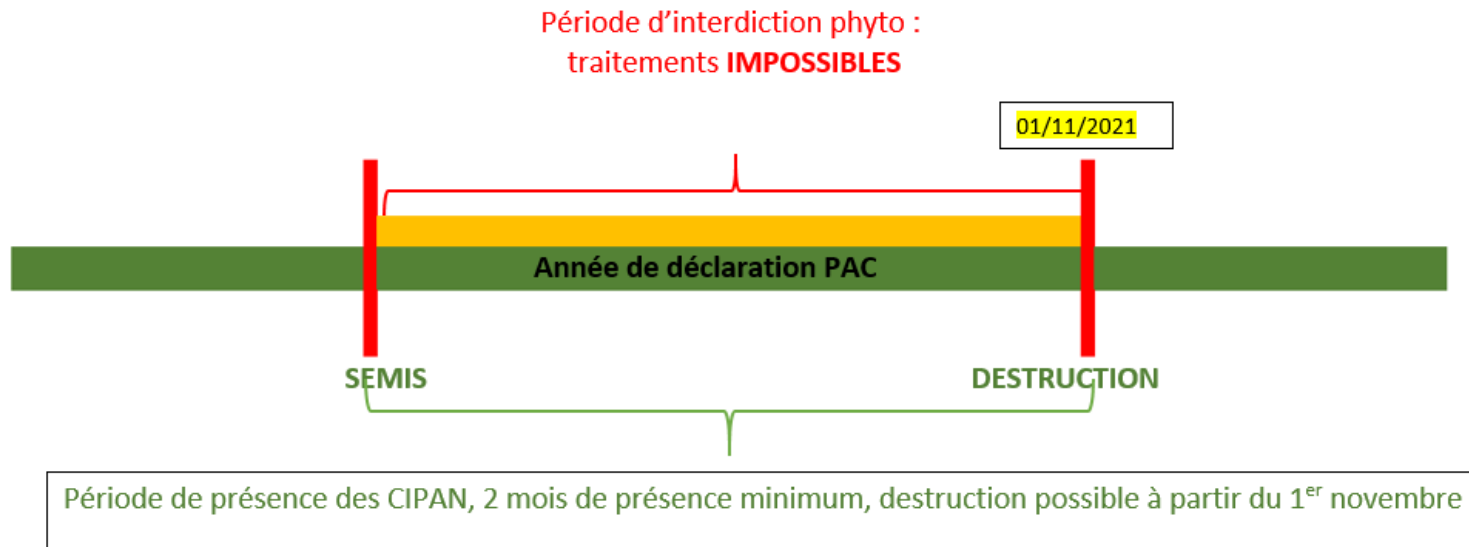 Période d’interdiction phyto :
traitements IMPOSSIBLES
01/11/2021
Année de déclaration PAC
SEMIS
DESTRUCTION
Période de présence des CIPAN, 2 mois de présence minimum, destruction possible à partir du 1er novembre